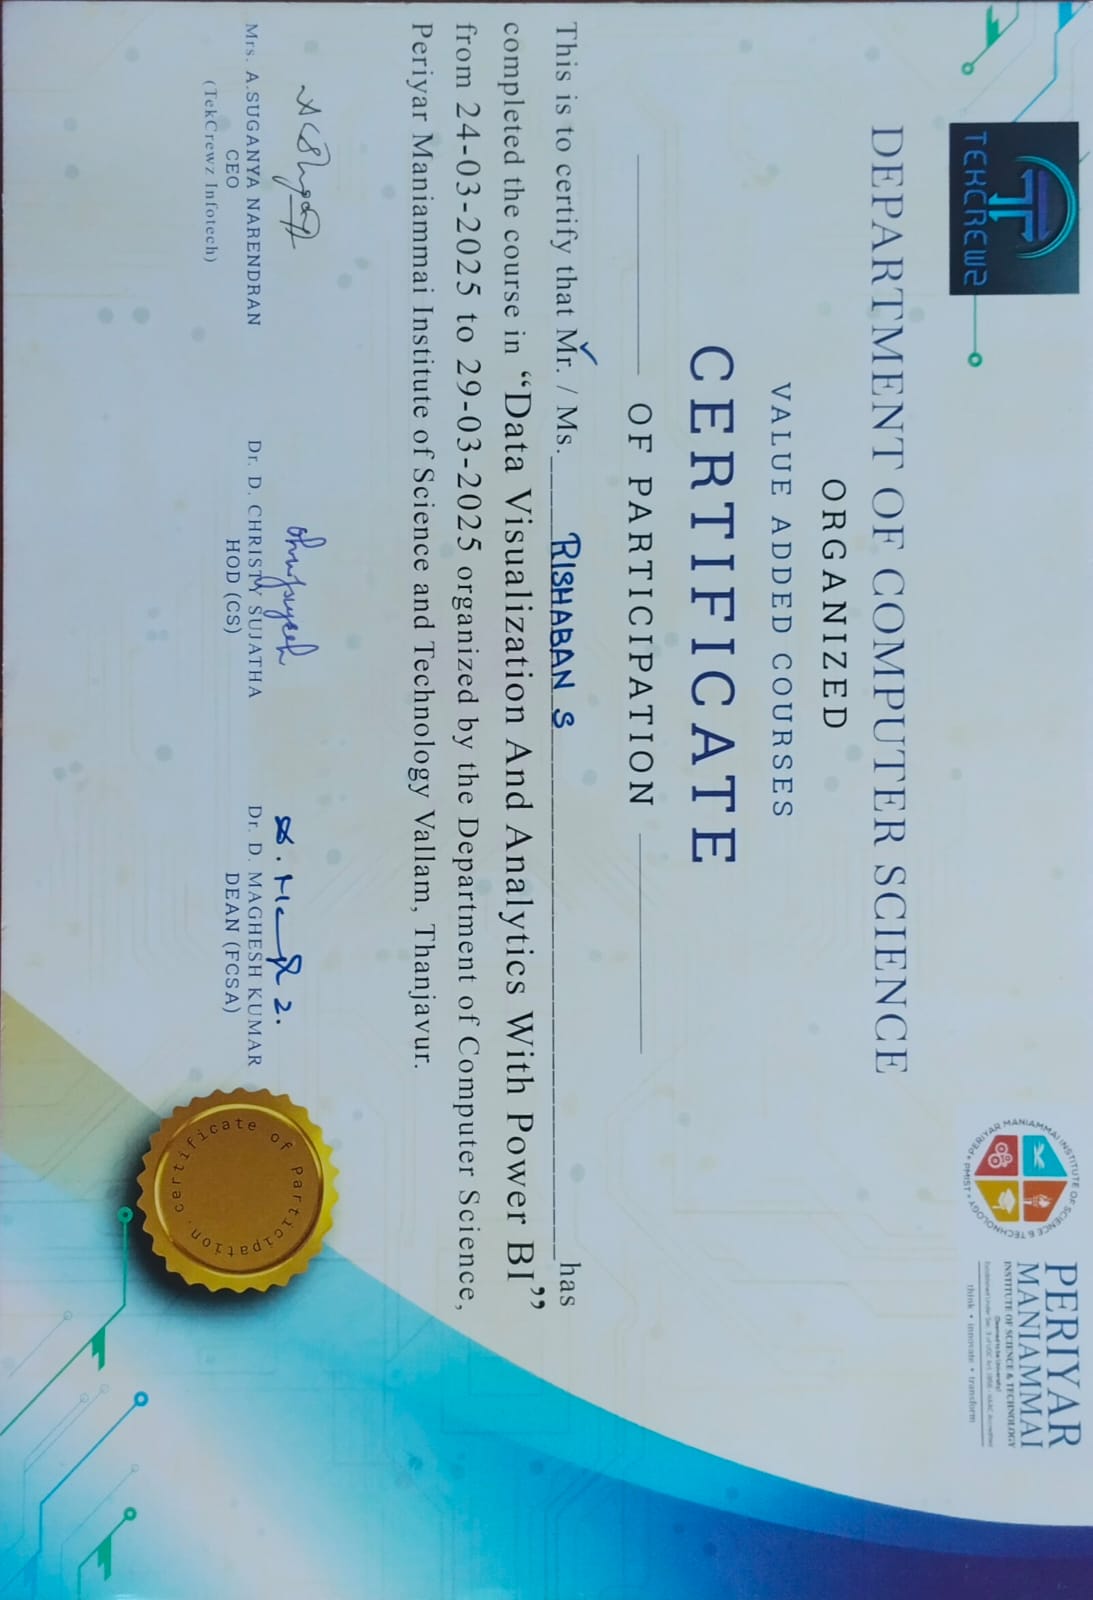 TEKCREWZ
PERIYAR MANIAMMAI INSTITUTE OF SCIENCE & TECHNOLOGY
• PMIST •
PERIYAR
MANIAMMAI
INSTITUTE OF SCIENCE & TECHNOLOGY
(Deemed to be University)
think • innovate • transform
DEPARTMENT OF COMPUTER SCIENCE
ORGANIZED
VALUE ADDED COURSES
CERTIFICATE
OF PARTICIPATION
This is to certify that Mr. / Ms. RISHABAN S has
completed the course in “Data Visualization And Analytics With Power BI”
from 24-03-2025 to 29-03-2025 organized by the Department of Computer Science,
Periyar Maniammai Institute of Science and Technology Vallam, Thanjavur.
Mrs. A.SUGANYA NARENDRAN
CEO
(TekCrewz Infotech)
Dr. D. CHRISTY SUJATHA
HOD (CS)
Dr. D. MAGHESH KUMAR
DEAN (FCSA)
certificate of Participation.